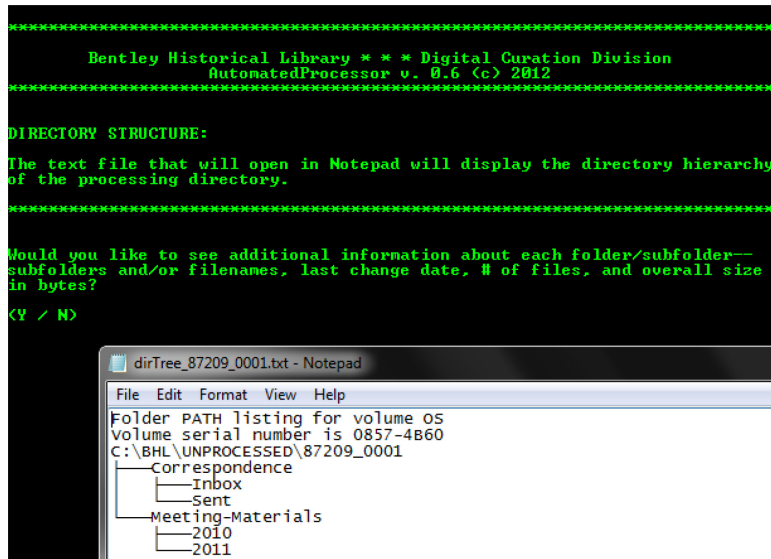 ************************************************************************
Bentley Historical Library * * * Digital Curation Division
AutomatedProcessor v. 0.6 (c) 2012
************************************************************************
DIRECTORY STRUCTURE:
The text file that will open in Notepad will display the directory hierarchy
of the processing directory.
************************************************************************
Would you like to see additional information about each folder/subfolder--
subfolders and/or filenames, last change date, # of files, and overall size
in bytes?
(Y / N)
dirTree_87209_0001.txt - Notepad
File Edit Format View Help
Folder PATH listing for volume OS
Volume serial number is 0857-4B60
C:\BHL\UNPROCESSED\87209_0001
├───Correspondence
│   ├───Inbox
│   └───Sent
└───Meeting-Materials
    ├───2010
    └───2011